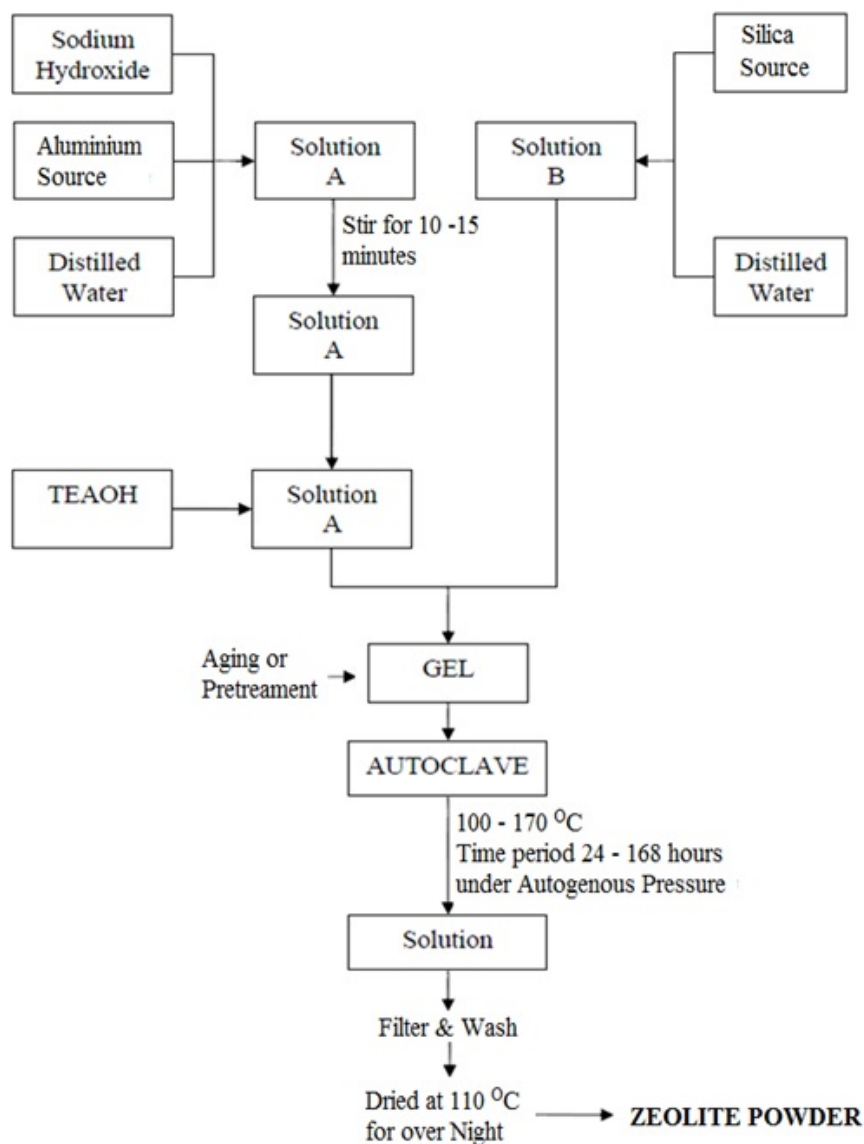 Sodium
Hydroxide
Aluminium
Source
Distilled
Water
Solution
A
Stir for 10 -15
minutes
Solution
A
TEAOH
Solution
A
Silica
Source
Solution
B
Distilled
Water
Aging or
Pretreament
GEL
AUTOCLAVE
100 - 170 ⁰C
Time period 24 - 168 hours
under Autogenous Pressure
Solution
Filter & Wash
Dried at 110 ⁰C
for over Night
ZEOLITE POWDER